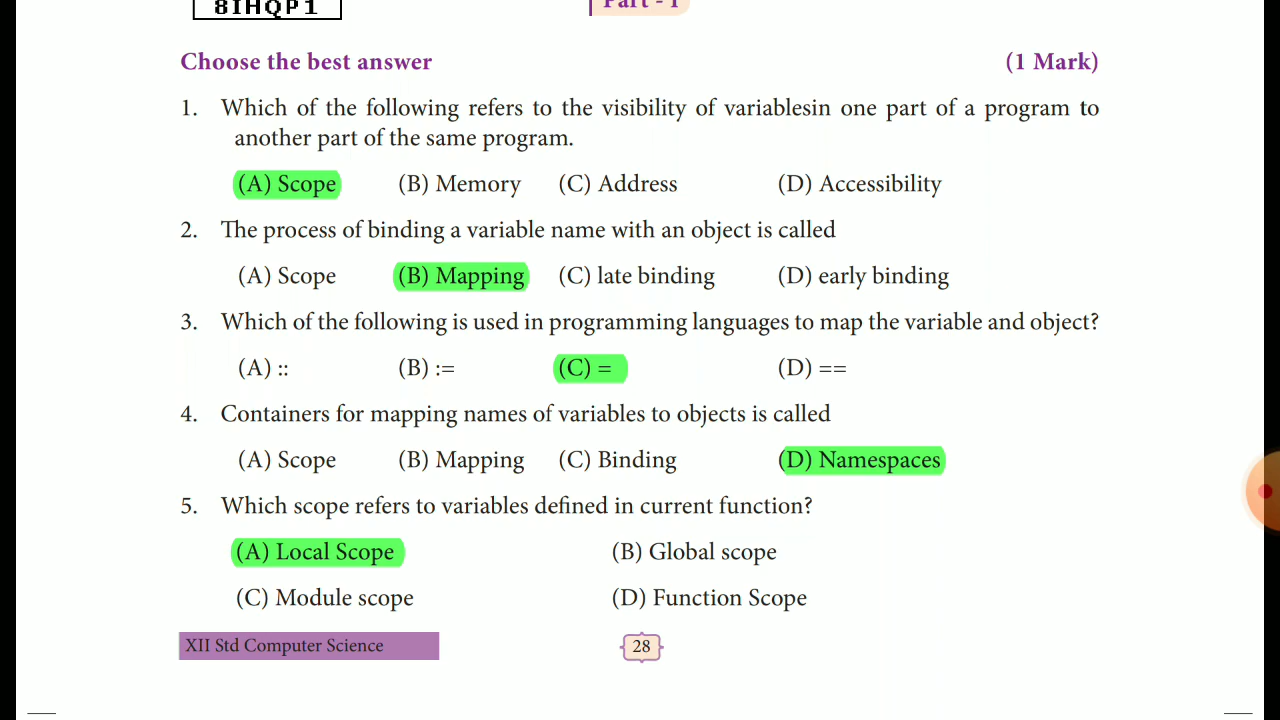 8IHQP1
Part - I
Choose the best answer (1 Mark)
1. Which of the following refers to the visibility of variablesin one part of a program to
another part of the same program.
(A) Scope (B) Memory (C) Address (D) Accessibility
2. The process of binding a variable name with an object is called
(A) Scope (B) Mapping (C) late binding (D) early binding
3. Which of the following is used in programming languages to map the variable and object?
(A) :: (B) := (C) = (D) ==
4. Containers for mapping names of variables to objects is called
(A) Scope (B) Mapping (C) Binding (D) Namespaces
5. Which scope refers to variables defined in current function?
(A) Local Scope (B) Global scope
(C) Module scope (D) Function Scope
XII Std Computer Science 28